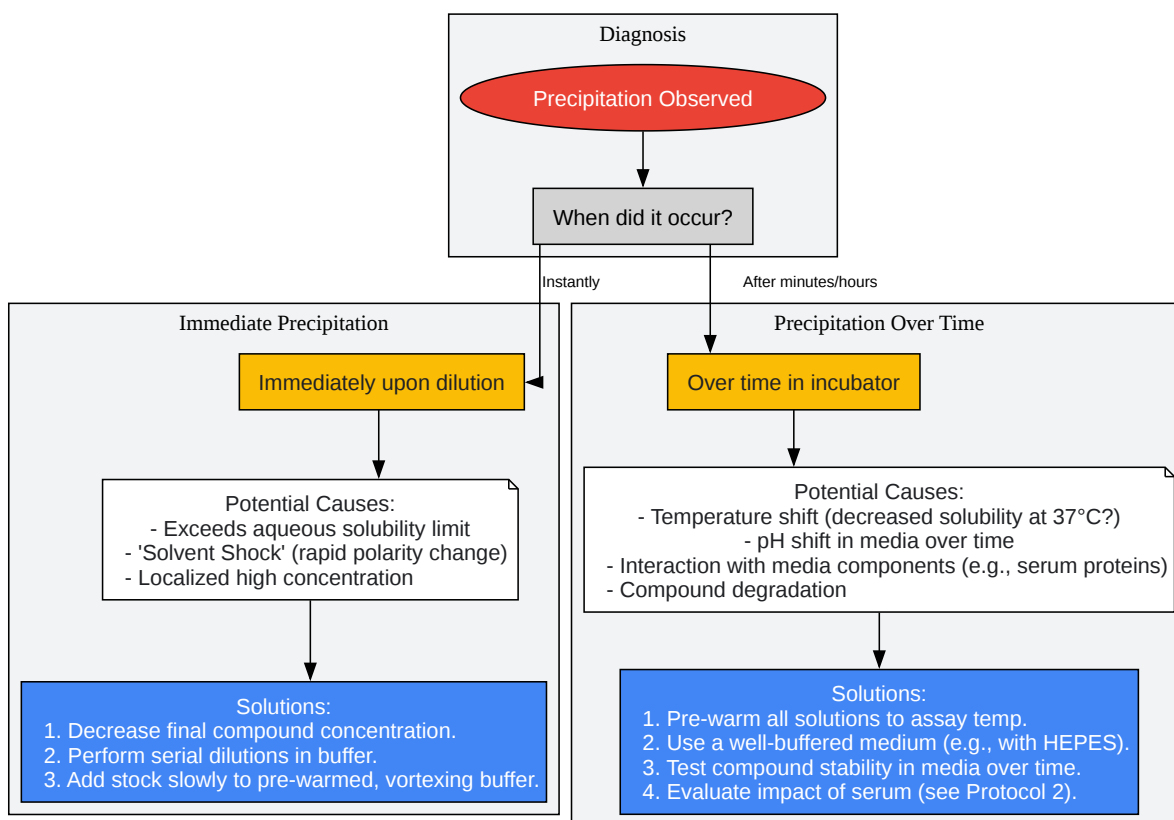 Diagnosis
Precipitation Observed
When did it occur?
Instantly
After minutes/hours
Immediate Precipitation
Immediately upon dilution
Potential Causes:
- Exceeds aqueous solubility limit
- 'Solvent Shock' (rapid polarity change)
- Localized high concentration
Solutions:
1. Decrease final compound concentration.
2. Perform serial dilutions in buffer.
3. Add stock slowly to pre-warmed, vortexing buffer.
Precipitation Over Time
Over time in incubator
Potential Causes:
- Temperature shift (decreased solubility at 37°C?)
- pH shift in media over time
- Interaction with media components (e.g., serum proteins)
- Compound degradation
Solutions:
1. Pre-warm all solutions to assay temp.
2. Use a well-buffered medium (e.g., with HEPES).
3. Test compound stability in media over time.
4. Evaluate impact of serum (see Protocol 2).